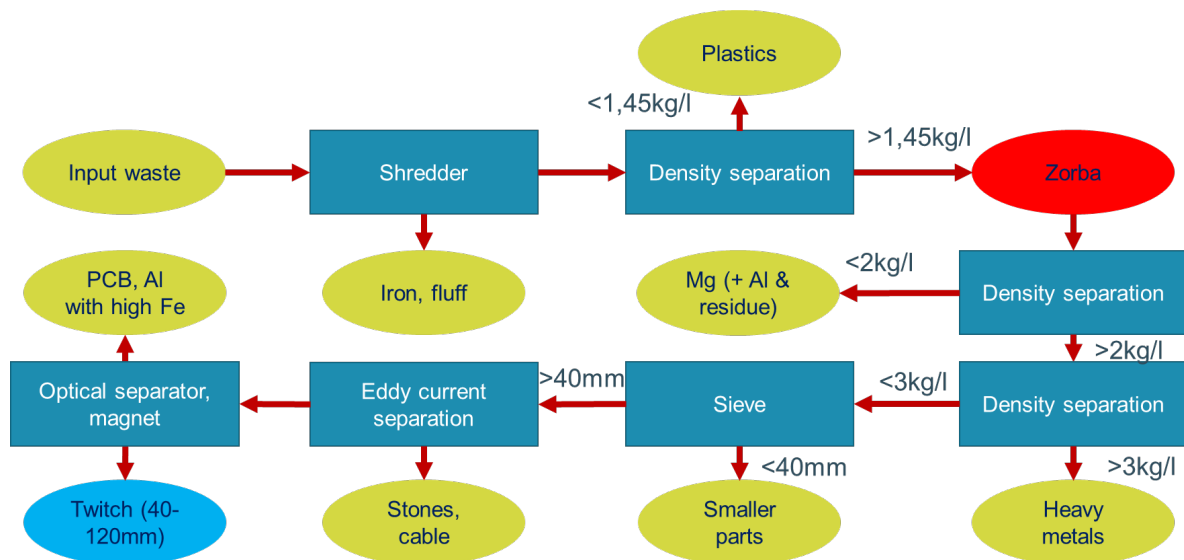 Plastics
<1,45kg/l
>1,45kg/l
Input waste
Shredder
Density separation
Zorba
PCB, Al
with high Fe
Iron, fluff
Mg (+ Al &
residue)
<2kg/l
Density separation
>2kg/l
Optical separator,
magnet
Eddy current
separation
>40mm
Sieve
<3kg/l
Density separation
<40mm
>3kg/l
Twitch (40-
120mm)
Stones,
cable
Smaller
parts
Heavy
metals